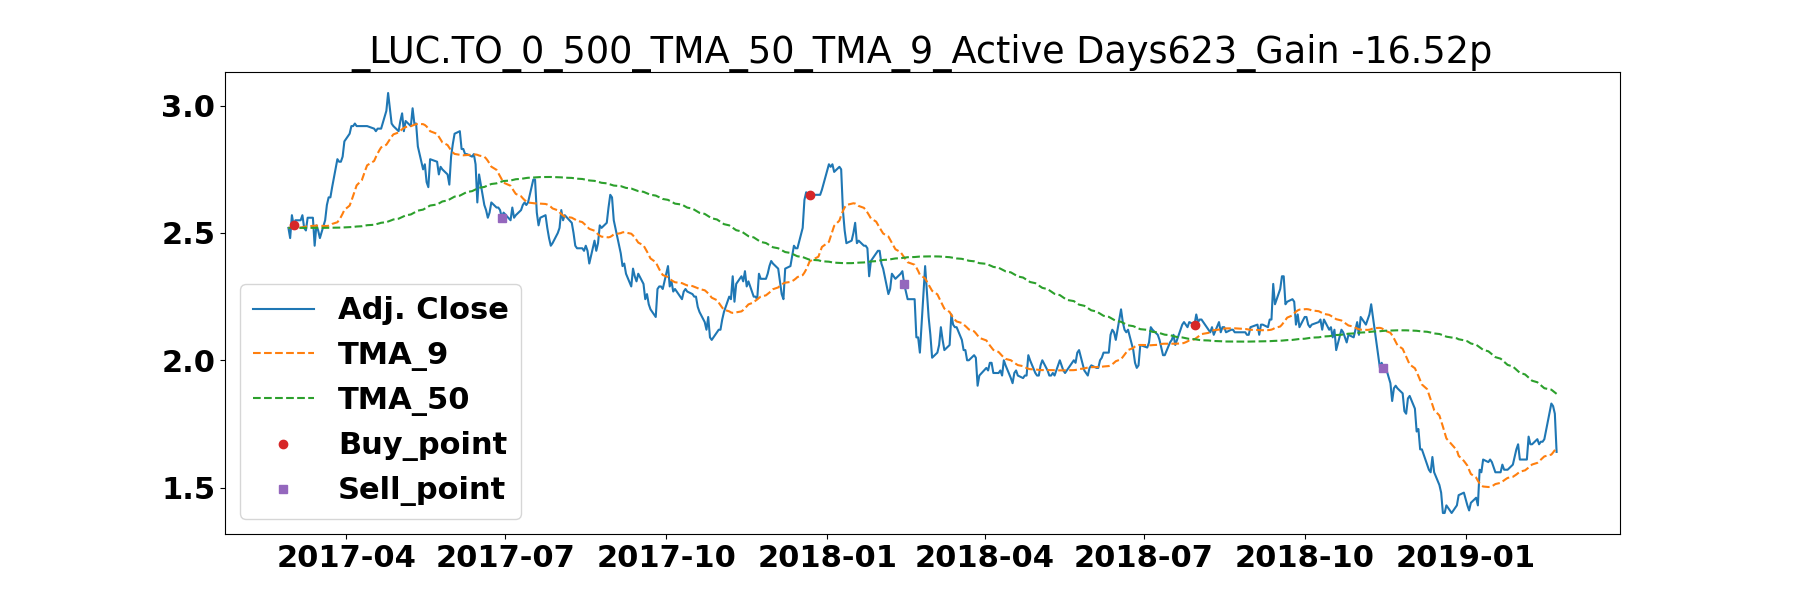 _LUC.TO_0_500_TMA_50_TMA_9_Active Days623_Gain -16.52p
3.0
2.5
2.0
1.5
Adj. Close
TMA_9
TMA_50
Buy_point
Sell_point
2017-04 2017-07 2017-10 2018-01 2018-04 2018-07 2018-10 2019-01